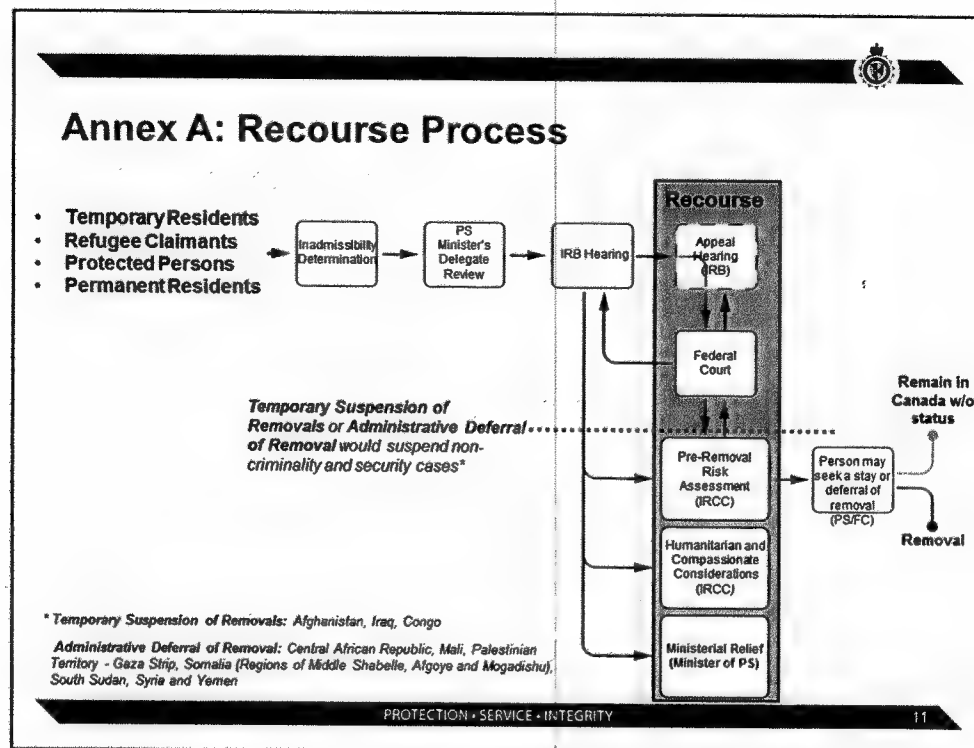 Annex A: Recourse Process
• Temporary Residents
• Refugee Claimants
• Protected Persons
• Permanent Residents
Inadmissibility
Determination
PS
Minister's
Delegate
Review
IRB Hearing
Recourse
Appeal
Hearing
(IRB)
Federal
Court
Temporary Suspension of
Removals or Administrative Deferral
of Removal would suspend non-
criminality and security cases*
Pre-Removal
Risk
Assessment
(IRCC)
Person may
seek a stay or
deferral of
removal
(PS/FC)
Remain in
Canada w/o
status
Removal
Humanitarian and
Compassionate
Considerations
(IRCC)
Ministerial Relief
(Minister of PS)
* Temporary Suspension of Removals: Afghanistan, Iraq, Congo
Administrative Deferral of Removal: Central African Republic, Mali, Palestinian
Territory - Gaza Strip, Somalia (Regions of Middle Shabelle, Afgoye and Mogadishu),
South Sudan, Syria and Yemen
PROTECTION • SERVICE • INTEGRITY
11